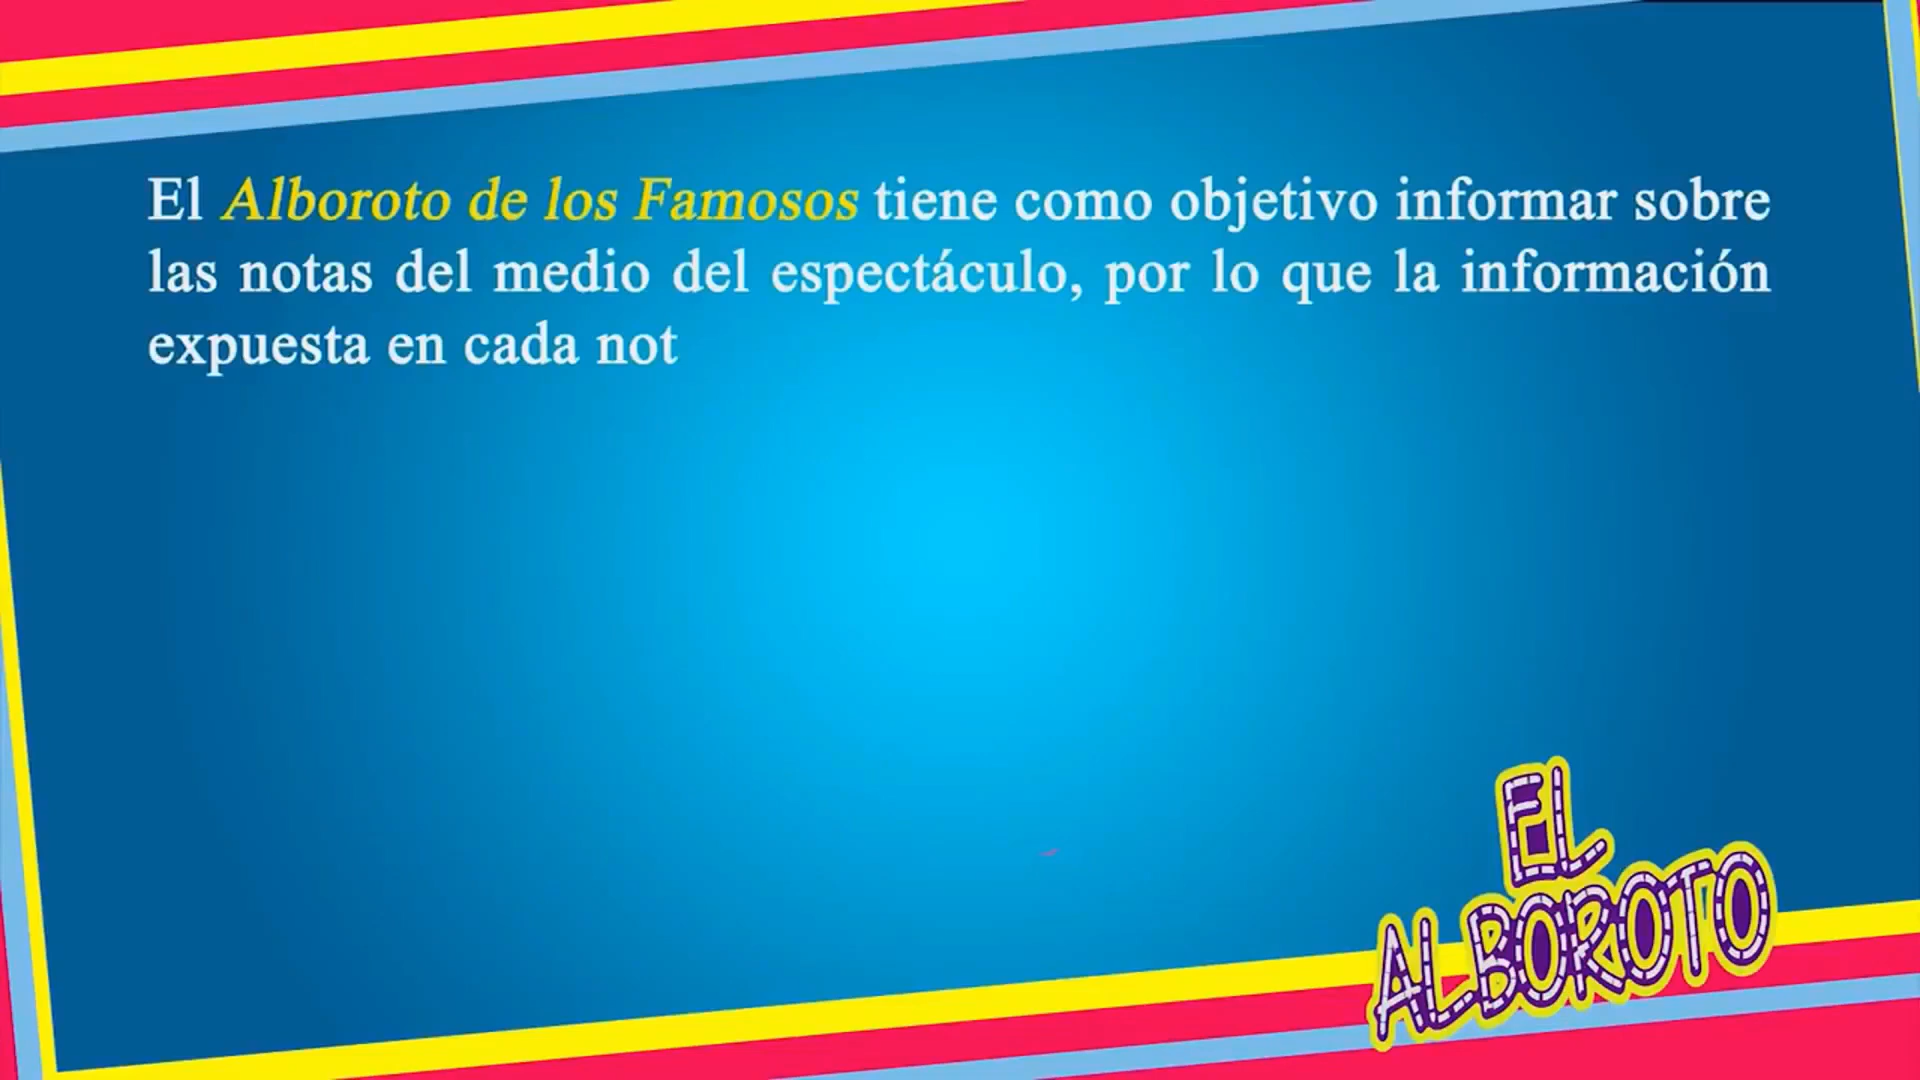 El Alboroto de los Famosos tiene como objetivo informar sobre
las notas del medio del espectáculo, por lo que la información
expuesta en cada not
EL
ALBOROTO